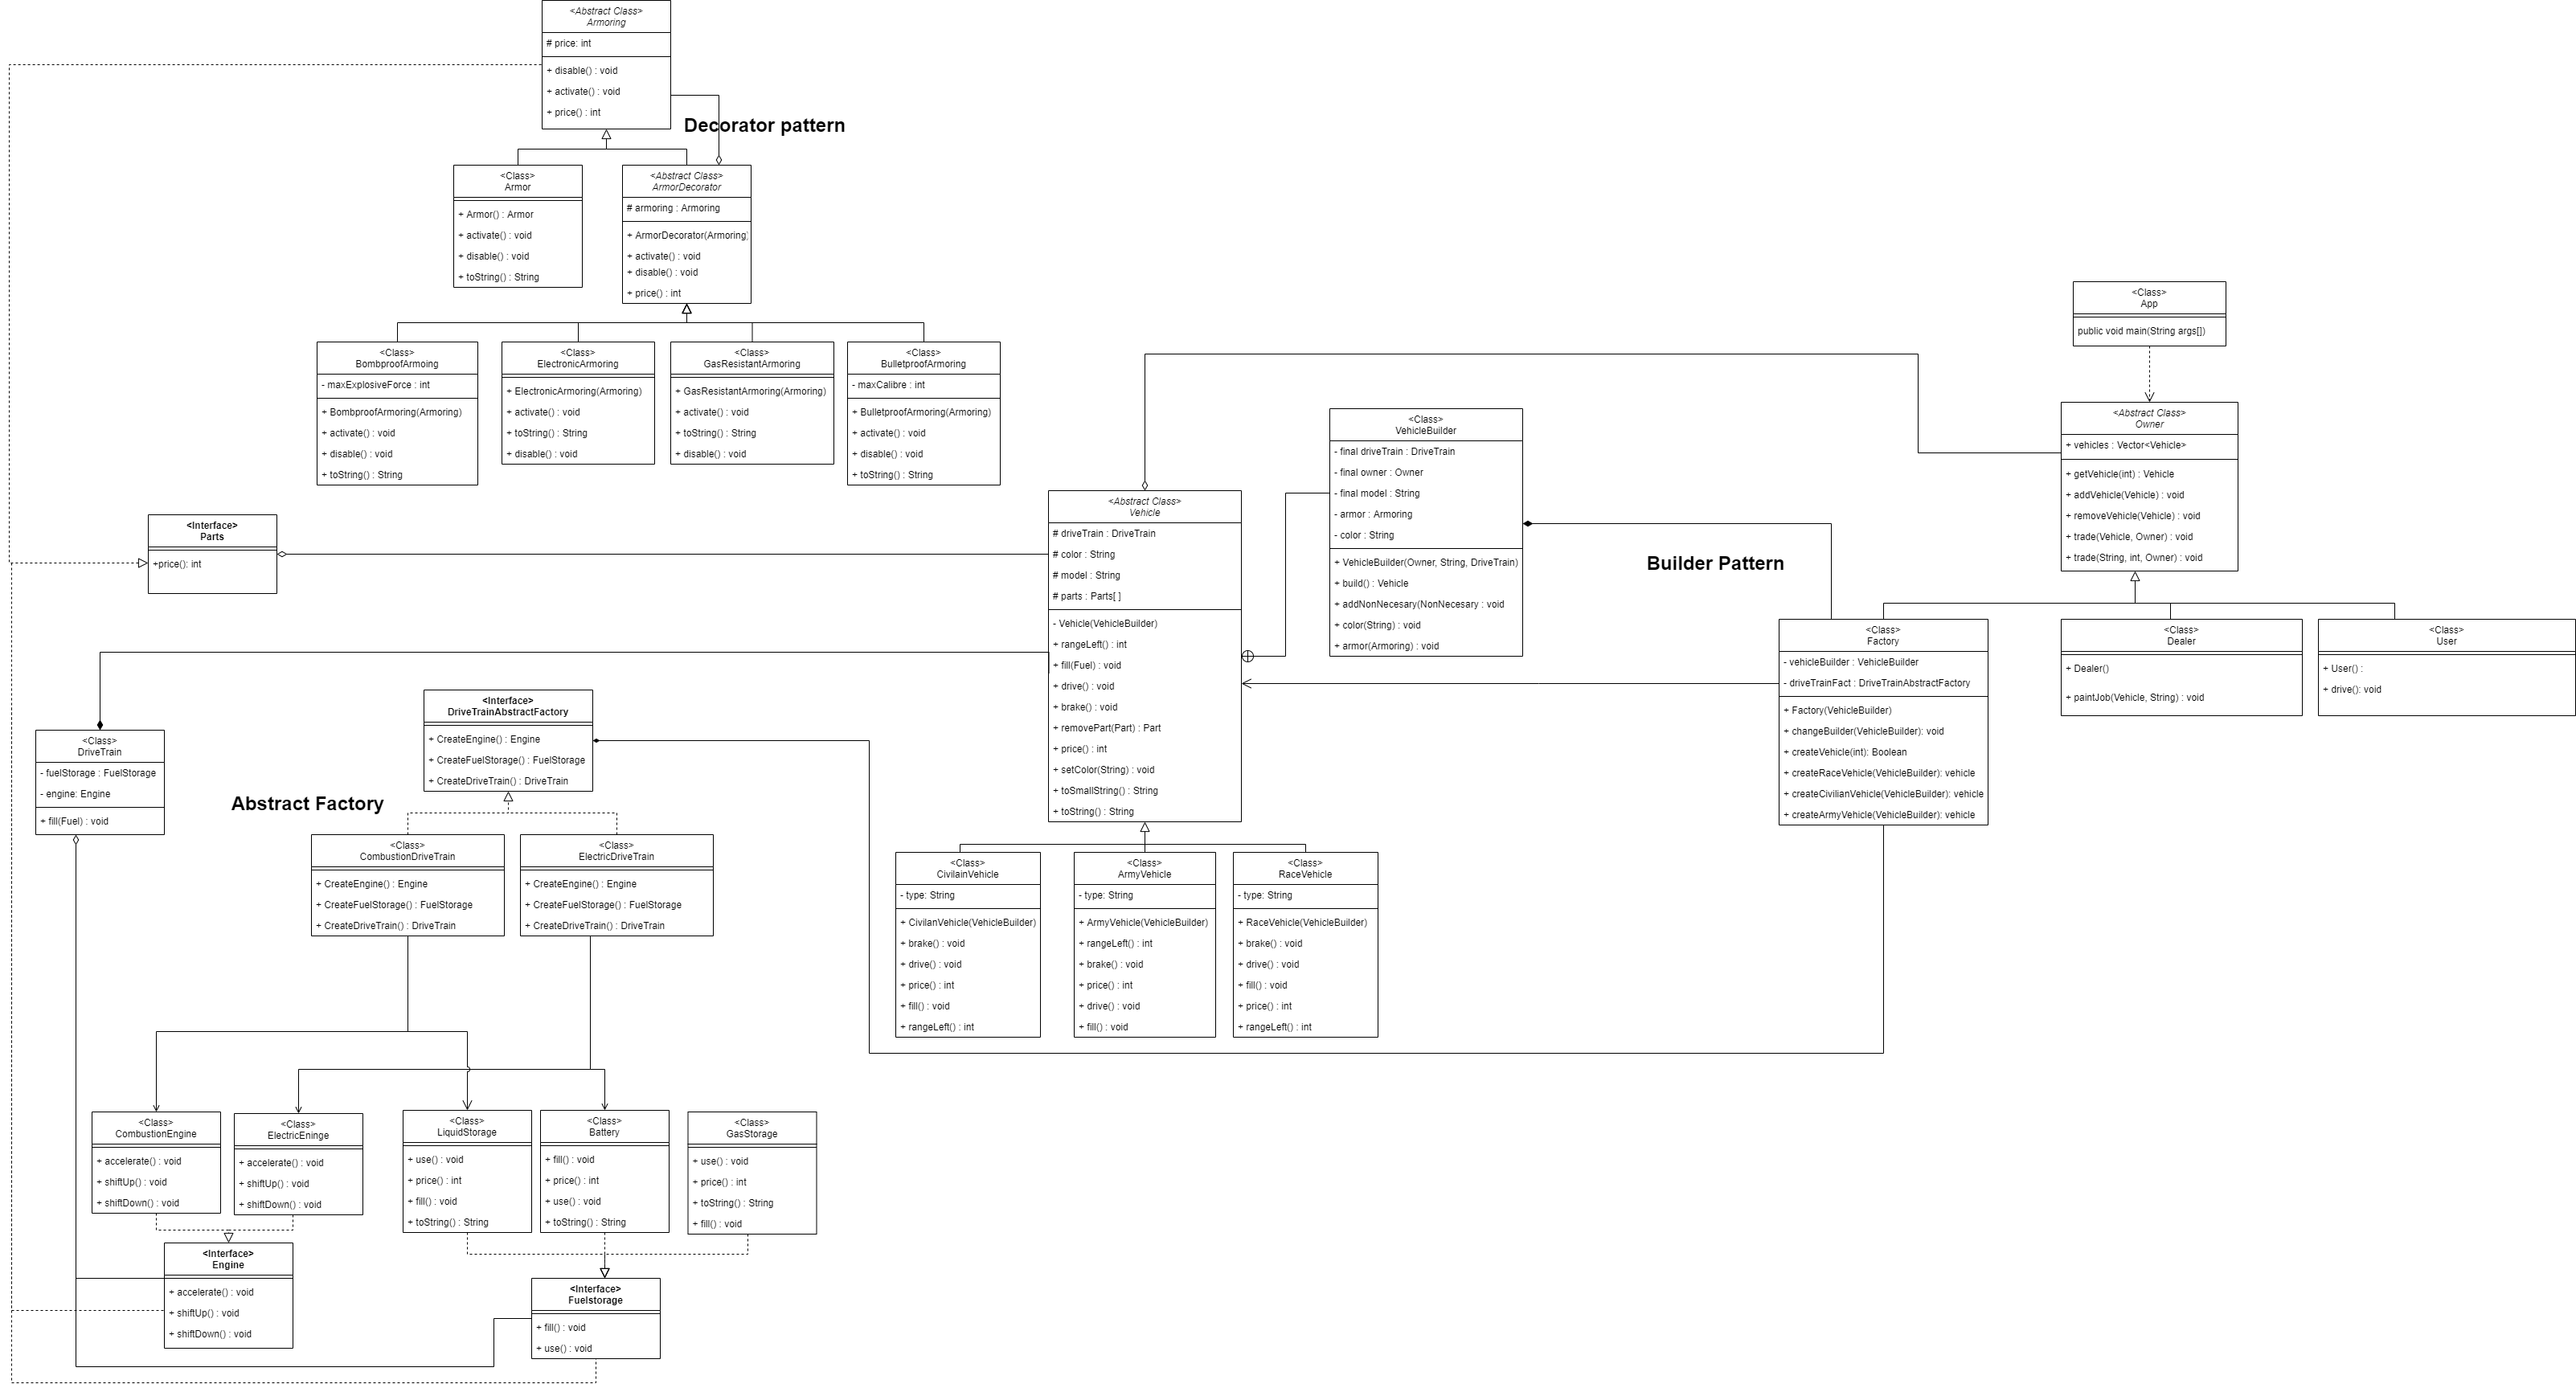 <Abstract Class>
Armoring
# price: int
+ disable() : void
+ activate() : void
+ price() : int
Decorator pattern
<Class>
Armor
+ Armor() : Armor
+ activate() : void
+ disable() : void
+ toString() : String
<Abstract Class>
ArmorDecorator
# armoring : Armoring
+ ArmorDecorator(Armoring)
+ activate() : void
+ disable() : void
+ price() : int
<Class>
BombproofArmoing
- maxExplosiveForce : int
+ BombproofArmoring(Armoring)
+ activate() : void
+ disable() : void
+ toString() : String
<Class>
ElectronicArmoring
+ ElectronicArmoring(Armoring)
+ activate() : void
+ toString() : String
+ disable() : void
<Class>
GasResistantArmoring
+ GasResistantArmoring(Armoring)
+ activate() : void
+ toString() : String
+ disable() : void
<Class>
BulletproofArmoring
- maxCalibre : int
+ BulletproofArmoring(Armoring)
+ activate() : void
+ disable() : void
+ toString() : String
<Class>
App
public void main(String args[])
<Abstract Class>
Owner
+ vehicles : Vector<Vehicle>
+ getVehicle(int) : Vehicle
+ addVehicle(Vehicle) : void
+ removeVehicle(Vehicle) : void
+ trade(Vehicle, Owner) : void
+ trade(String, int, Owner) : void
<Class>
VehicleBuilder
- final driveTrain : DriveTrain
- final owner : Owner
- final model : String
- armor : Armoring
- color : String
+ VehicleBuilder(Owner, String, DriveTrain)
+ build() : Vehicle
+ addNonNecesary(NonNecesary : void
+ color(String) : void
+ armor(Armoring) : void
Builder Pattern
<Interface>
Parts
+price(): int
<Abstract Class>
Vehicle
# driveTrain : DriveTrain
# color : String
# model : String
# parts : Parts[ ]
- Vehicle(VehicleBuilder)
+ rangeLeft() : int
+ fill(Fuel) : void
+ drive() : void
+ brake() : void
+ removePart(Part) : Part
+ price() : int
+ setColor(String) : void
+ toSmallString() : String
+ toString() : String
<Class>
Factory
- vehicleBuilder : VehicleBuilder
- driveTrainFact : DriveTrainAbstractFactory
+ Factory(VehicleBuilder)
+ changeBuilder(VehicleBuilder): void
+ createVehicle(int): Boolean
+ createRaceVehicle(VehicleBuilder): vehicle
+ createCivilianVehicle(VehicleBuilder): vehicle
+ createArmyVehicle(VehicleBuilder): vehicle
<Class>
Dealer
+ Dealer()
+ paintJob(Vehicle, String) : void
<Class>
User
+ User() :
+ drive(): void
<Class>
DriveTrain
- fuelStorage : FuelStorage
- engine: Engine
+ fill(Fuel) : void
<Interface>
DriveTrainAbstractFactory
+ CreateEngine() : Engine
+ CreateFuelStorage() : FuelStorage
+ CreateDriveTrain() : DriveTrain
Abstract Factory
<Class>
CombustionDriveTrain
+ CreateEngine() : Engine
+ CreateFuelStorage() : FuelStorage
+ CreateDriveTrain() : DriveTrain
<Class>
ElectricDriveTrain
+ CreateEngine() : Engine
+ CreateFuelStorage() : FuelStorage
+ CreateDriveTrain() : DriveTrain
<Class>
CivilainVehicle
- type: String
+ CivilanVehicle(VehicleBuilder)
+ brake() : void
+ drive() : void
+ price() : int
+ fill() : void
+ rangeLeft() : int
<Class>
ArmyVehicle
- type: String
+ ArmyVehicle(VehicleBuilder)
+ rangeLeft() : int
+ brake() : void
+ price() : int
+ drive() : void
+ fill() : void
<Class>
RaceVehicle
- type: String
+ RaceVehicle(VehicleBuilder)
+ brake() : void
+ drive() : void
+ fill() : void
+ price() : int
+ rangeLeft() : int
<Class>
CombustionEngine
+ accelerate() : void
+ shiftUp() : void
+ shiftDown() : void
<Class>
ElectricEninge
+ accelerate() : void
+ shiftUp() : void
+ shiftDown() : void
<Class>
LiquidStorage
+ use() : void
+ price() : int
+ fill() : void
+ toString() : String
<Class>
Battery
+ fill() : void
+ price() : int
+ use() : void
+ toString() : String
<Class>
GasStorage
+ use() : void
+ price() : int
+ toString() : String
+ fill() : void
<Interface>
Engine
+ accelerate() : void
+ shiftUp() : void
+ shiftDown() : void
<Interface>
Fuelstorage
+ fill() : void
+ use() : void